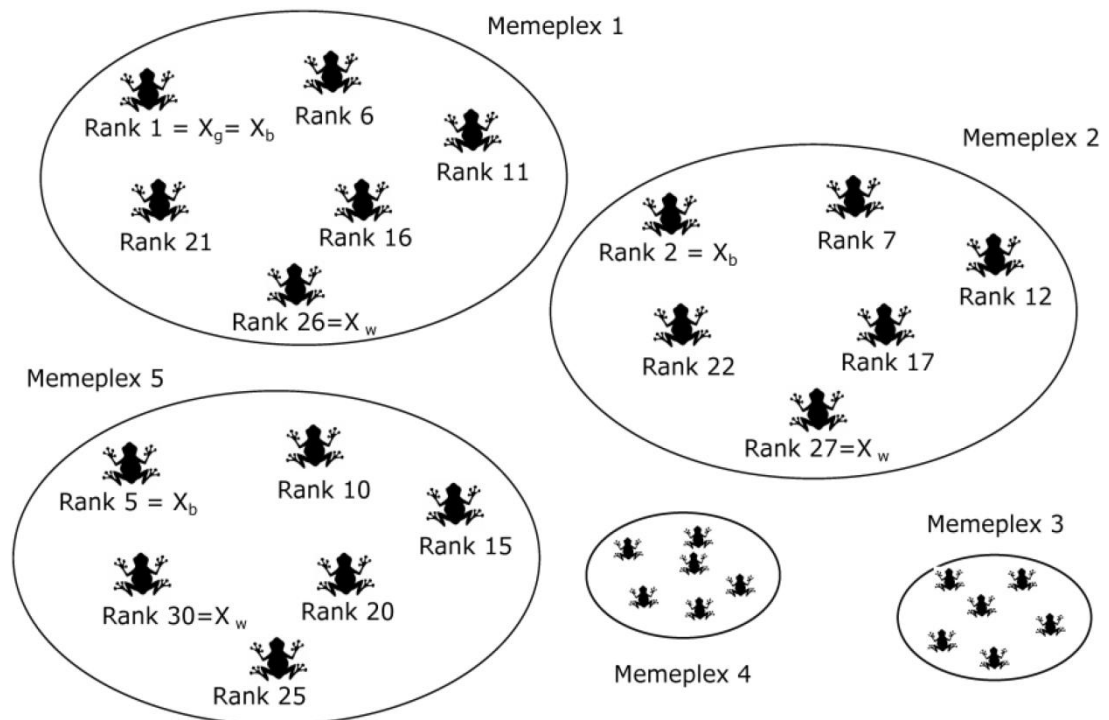 Memeplex 1
Rank 1 = Xg= Xb
Rank 6
Rank 11
Rank 21
Rank 16
Rank 26=X w
Memeplex 2
Rank 2 = Xb
Rank 7
Rank 12
Rank 22
Rank 17
Rank 27=X w
Memeplex 5
Rank 5 = Xb
Rank 10
Rank 15
Rank 30=X w
Rank 20
Rank 25
Memeplex 4
Memeplex 3